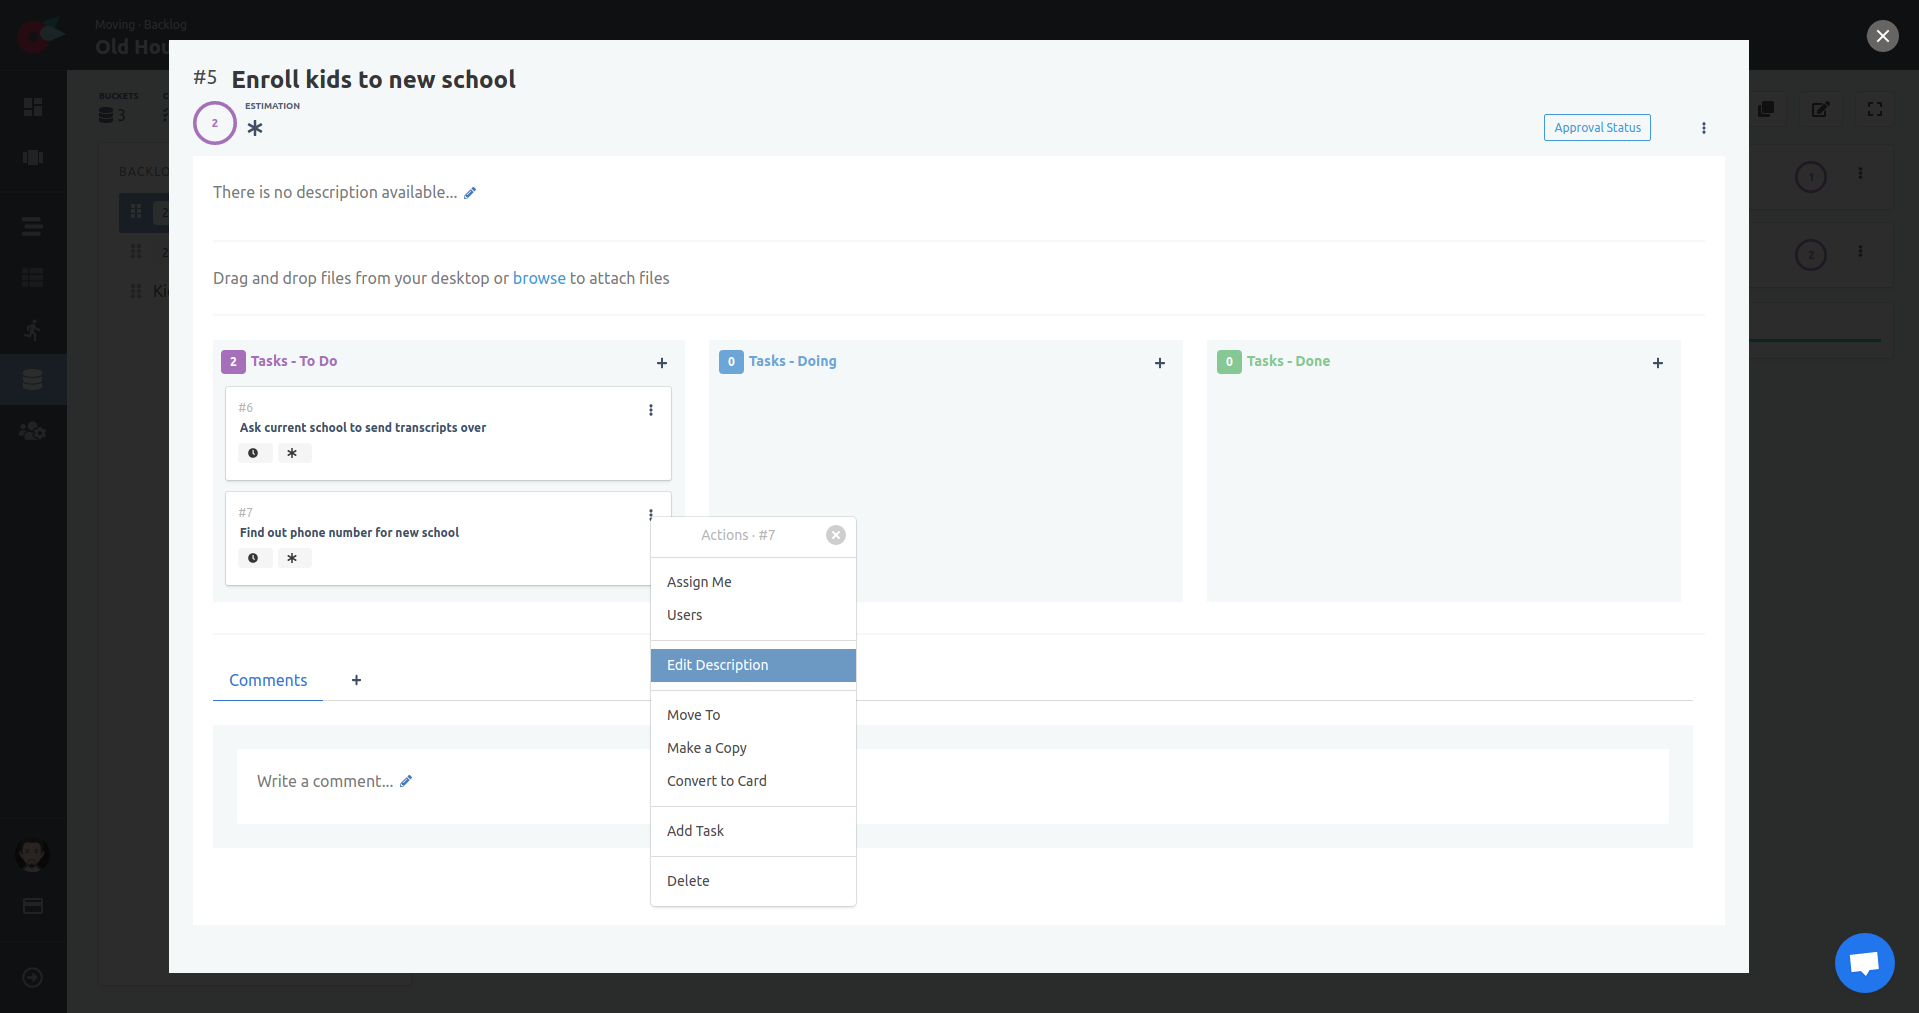 Moving · Backlog
Old Hou
#5 Enroll kids to new school
2
ESTIMATION
Approval Status
BUCKETS
3
BACKLO
2
2
Ki
1
2
There is no description available...
Drag and drop files from your desktop or browse to attach files
2 Tasks - To Do
0 Tasks - Doing
0 Tasks - Done
#6
Ask current school to send transcripts over
#7
Find out phone number for new school
Actions · #7
Assign Me
Users
Edit Description
Move To
Make a Copy
Convert to Card
Add Task
Delete
Comments
Write a comment...